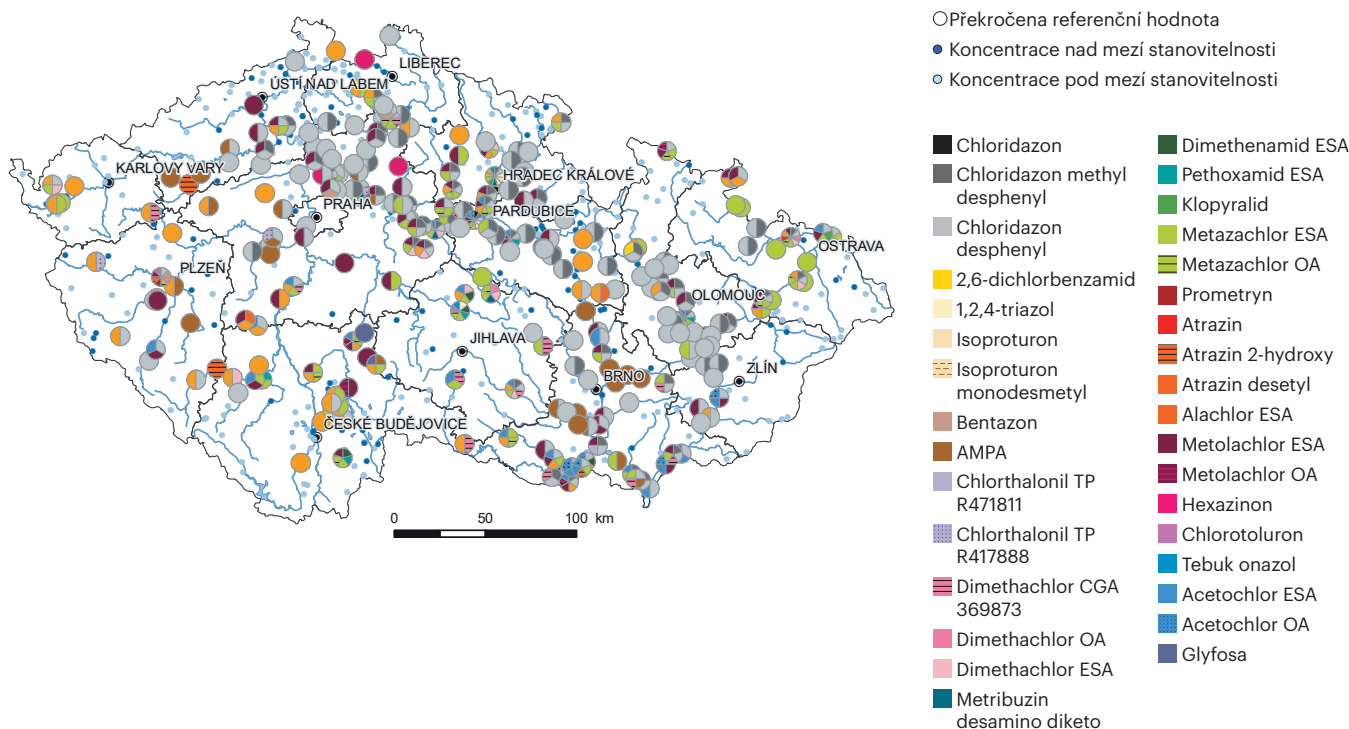 Překročena referenční hodnota
Koncentrace nad mezí stanovitelnosti
Koncentrace pod mezí stanovitelnosti
LIBEREC
ÚSTÍ NAD LABEM
KARLOVY VARY
HRADEC KRÁLOVÉ
PRAHA
PARDUBICE
OSTRAVA
PLZEŇ
OLOMOUC
JIHLAVA
ZLÍN
BRNO
ČESKÉ BUDĚJOVICE
0 50 100 km
Chloridazon
Chloridazon methyl
desphenyl
Chloridazon
desphenyl
2,6-dichlorbenzamid
1,2,4-triazol
Isoproturon
Isoproturon
monodesmetyl
Bentazon
AMPA
Chlorthalonil TP
R471811
Chlorthalonil TP
R417888
Dimethachlor CGA
369873
Dimethachlor OA
Dimethachlor ESA
Metribuzin
desamino diketo
Dimethenamid ESA
Pethoxamid ESA
Klopyralid
Metazachlor ESA
Metazachlor OA
Prometryn
Atrazin
Atrazin 2-hydroxy
Atrazin desetyl
Alachlor ESA
Metolachlor ESA
Metolachlor OA
Hexazinon
Chlorotoluron
Tebuk onazol
Acetochlor ESA
Acetochlor OA
Glyfosa